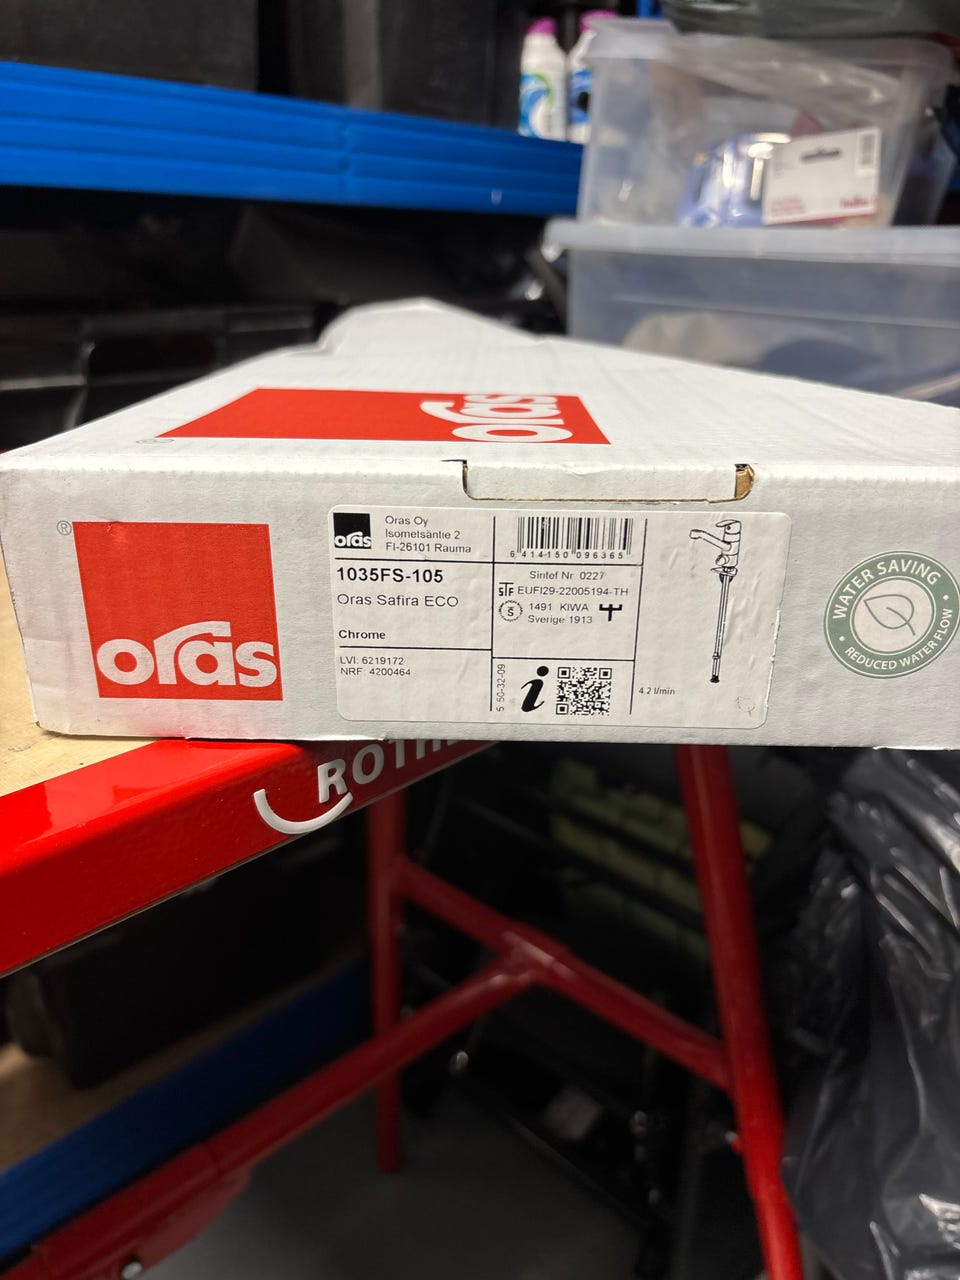 oras
®
oras
oras
Oras Oy
Isometsäntie 2
FI-26101 Rauma
1035FS-105
Oras Safira ECO
Chrome
LVI: 6219172
NRF: 4200464
6 414150 096365
Sintef Nr. 0227
STF EUFI29-22005194-TH
S 1491 KIWA
Sverige 1913
50-32-09
i
4.2 l/min
WATER SAVING
REDUCED WATER FLOW